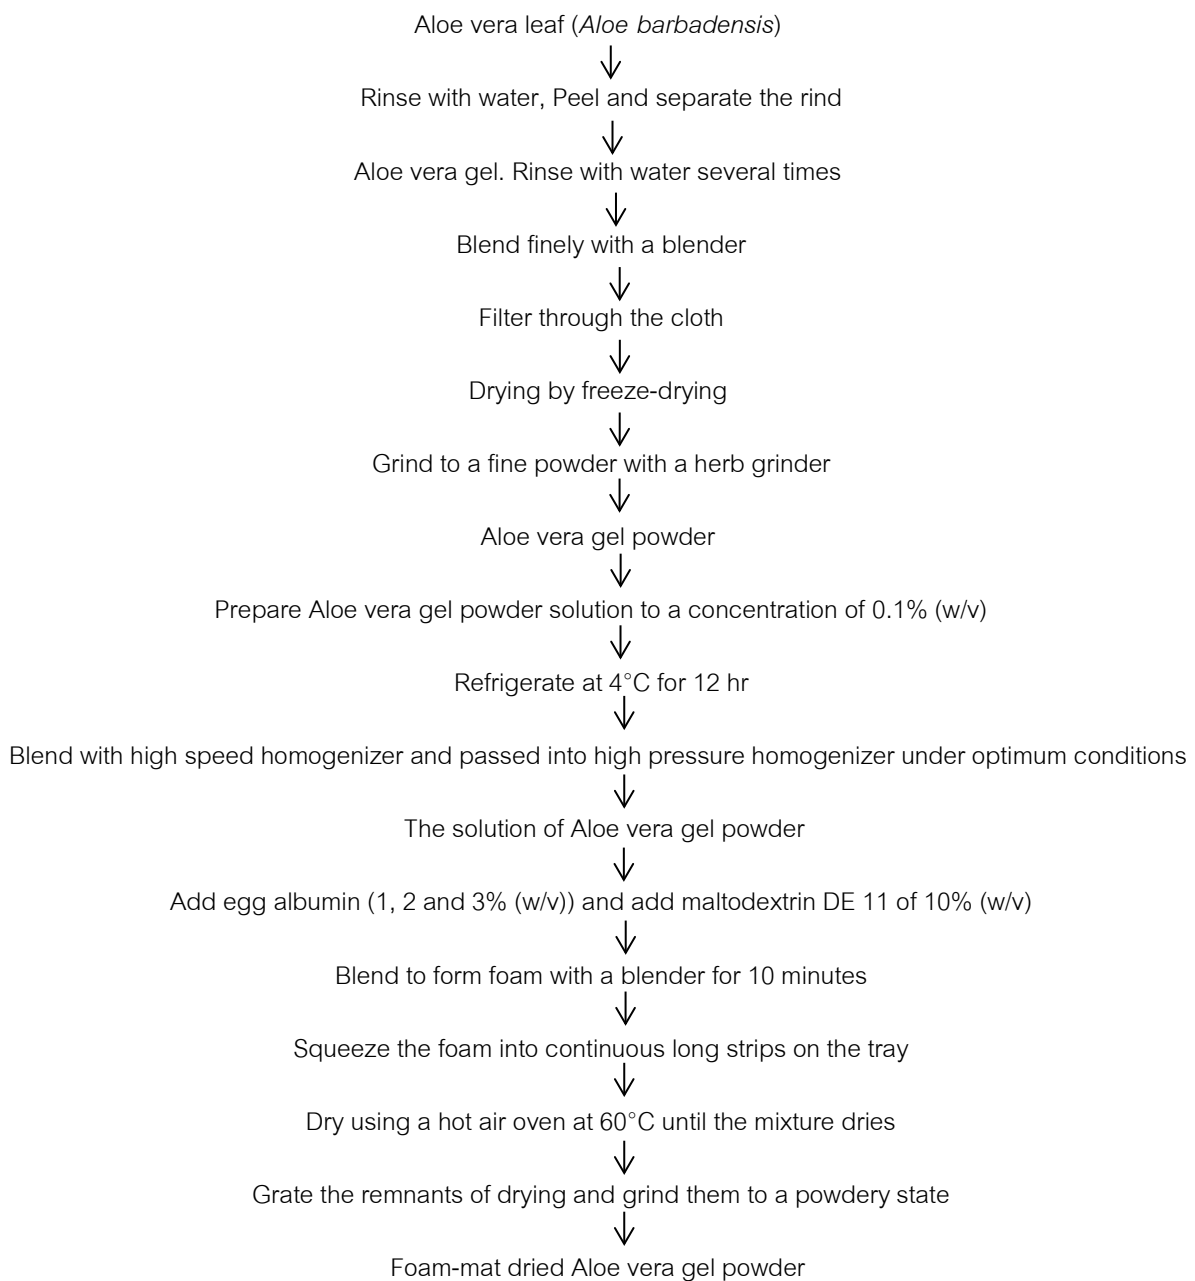 Aloe vera leaf (Aloe barbadensis)
Rinse with water, Peel and separate the rind
Aloe vera gel. Rinse with water several times
Blend finely with a blender
Filter through the cloth
Drying by freeze-drying
Grind to a fine powder with a herb grinder
Aloe vera gel powder
Prepare Aloe vera gel powder solution to a concentration of 0.1% (w/v)
Refrigerate at 4°C for 12 hr
Blend with high speed homogenizer and passed into high pressure homogenizer under optimum conditions
The solution of Aloe vera gel powder
Add egg albumin (1, 2 and 3% (w/v)) and add maltodextrin DE 11 of 10% (w/v)
Blend to form foam with a blender for 10 minutes
Squeeze the foam into continuous long strips on the tray
Dry using a hot air oven at 60°C until the mixture dries
Grate the remnants of drying and grind them to a powdery state
Foam-mat dried Aloe vera gel powder